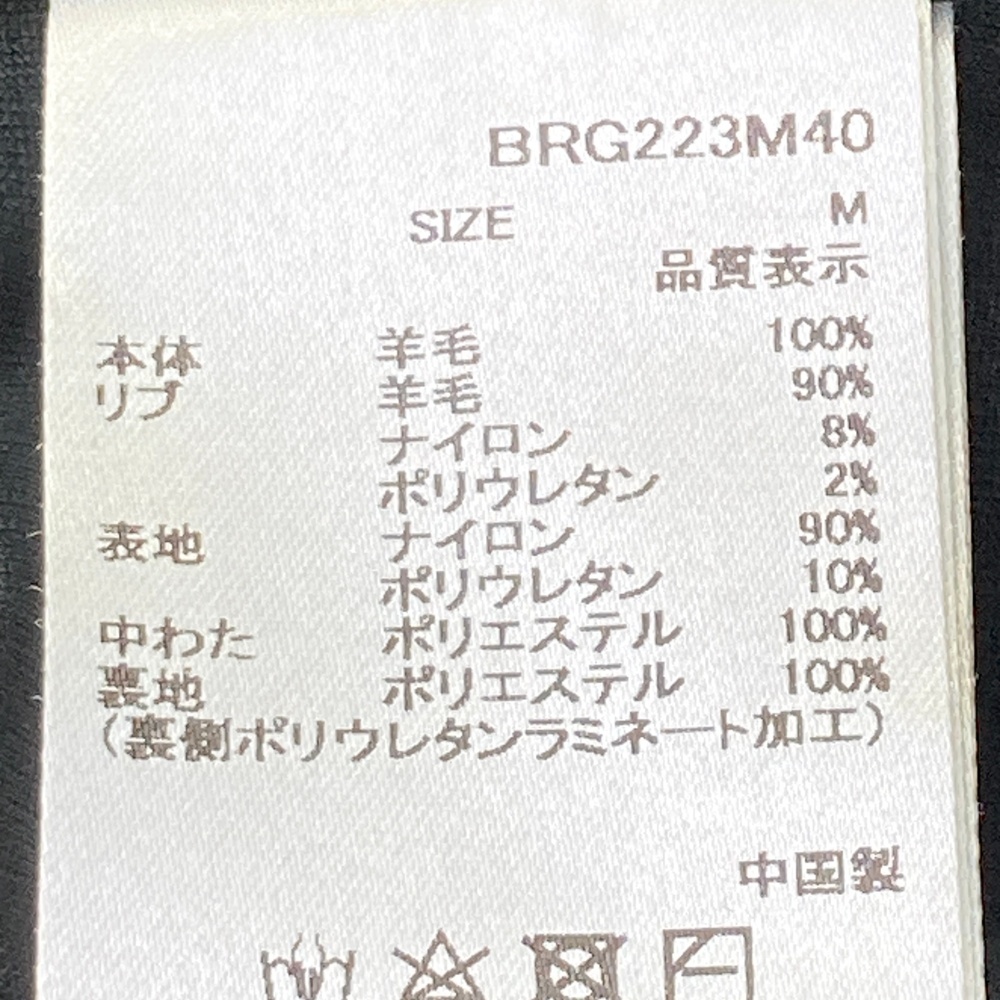 BRG223M40
SIZE M
品質表示
本体 羊毛 100%
リブ 羊毛 90%
ナイロン 8%
ポリウレタン 2%
表地 ナイロン 90%
ポリウレタン 10%
中わた ポリエステル 100%
裏地 ポリエステル 100%
(裏側ポリウレタンラミネート加工)
中国製